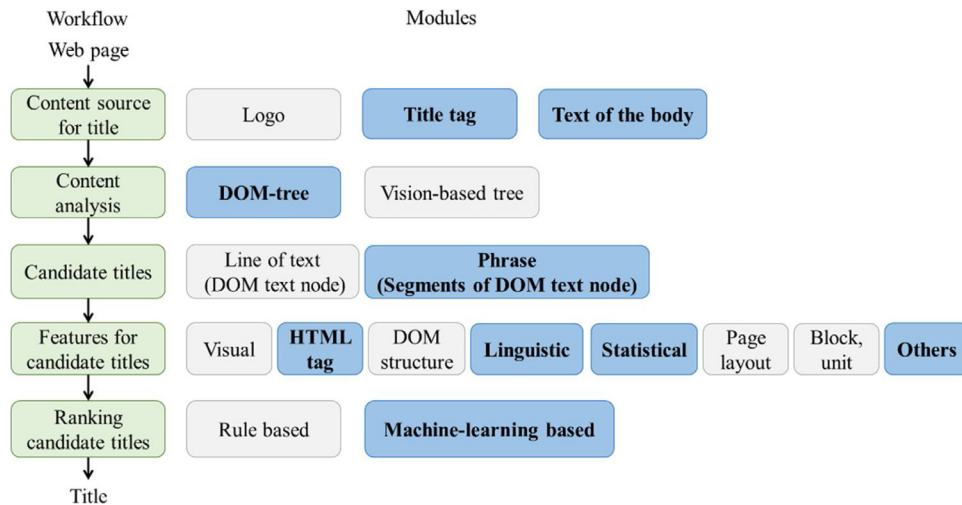 Workflow
Modules
Web page
Content source
for title
Logo
Title tag
Text of the body
Content
analysis
DOM-tree
Vision-based tree
Candidate titles
Line of text
(DOM text node)
Phrase
(Segments of DOM text node)
Features for
candidate titles
Visual
HTML
tag
DOM
structure
Linguistic
Statistical
Page
layout
Block,
unit
Others
Ranking
candidate titles
Rule based
Machine-learning based
Title